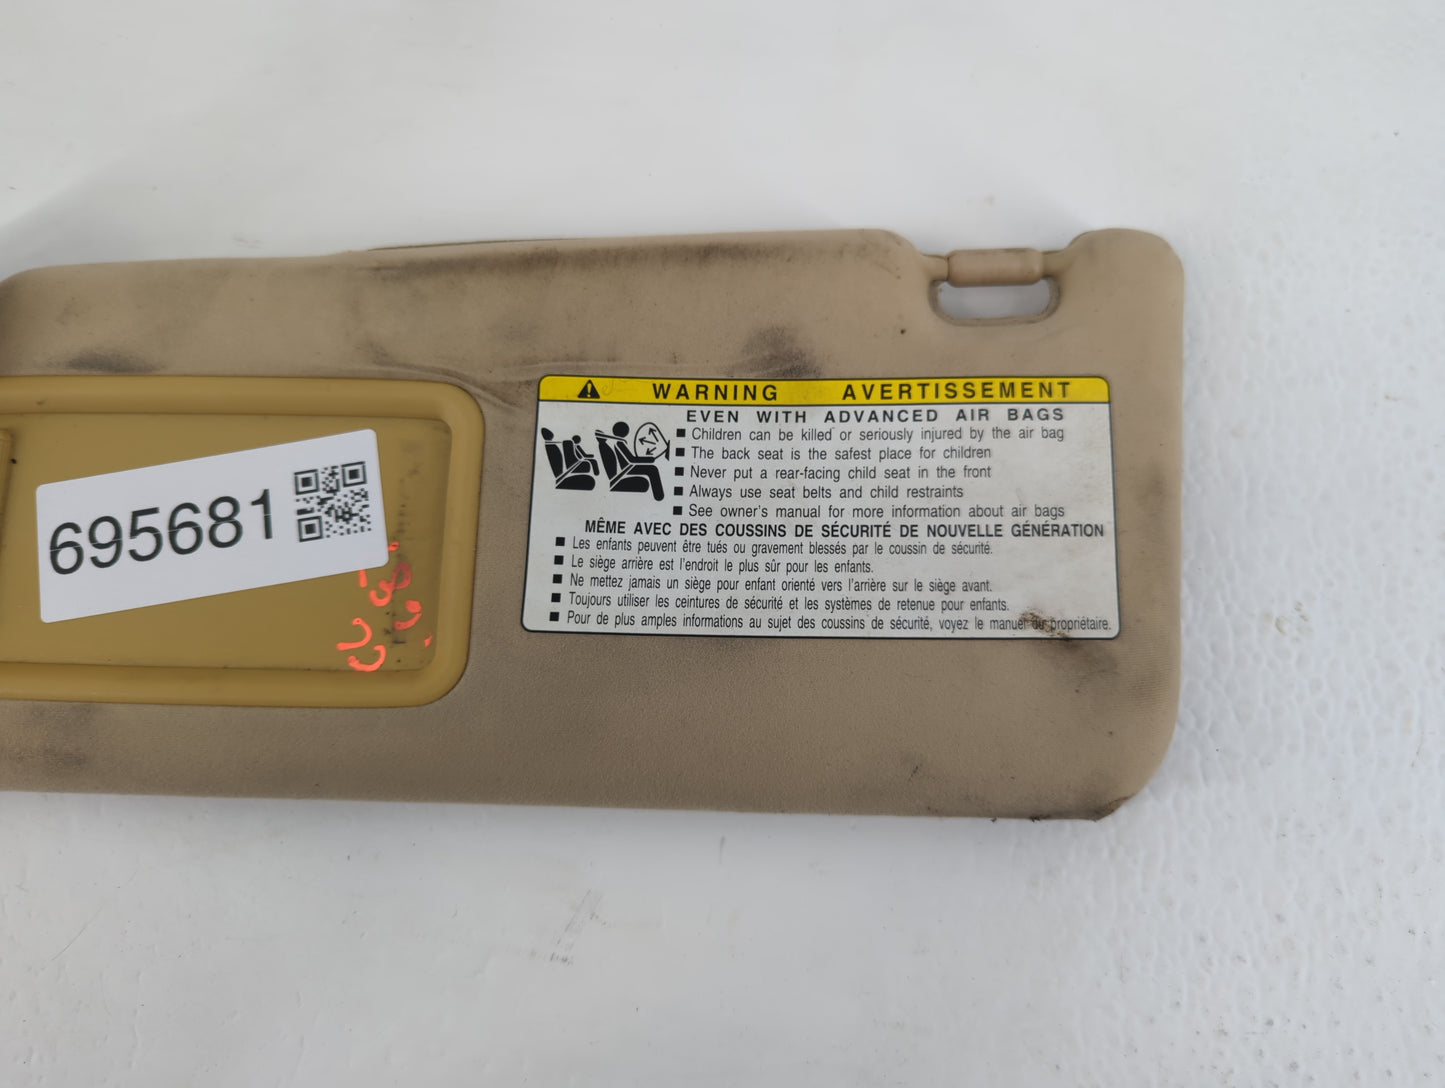 695681
WARNING AVERTISSEMENT
EVEN WITH ADVANCED AIR BAGS
■ Children can be killed or seriously injured by the air bag
■ The back seat is the safest place for children
■ Never put a rear-facing child seat in the front
■ Always use seat belts and child restraints
■ See owner's manual for more information about air bags
MÊME AVEC DES COUSSINS DE SÉCURITÉ DE NOUVELLE GÉNÉRATION
■ Les enfants peuvent être tués ou gravement blessés par le coussin de sécurité.
■ Le siège arrière est l'endroit le plus sûr pour les enfants.
■ Ne mettez jamais un siège pour enfant orienté vers l'arrière sur le siège avant.
■ Toujours utiliser les ceintures de sécurité et les systèmes de retenue pour enfants.
■ Pour de plus amples informations au sujet des coussins de sécurité, voyez le manuel du propriétaire.